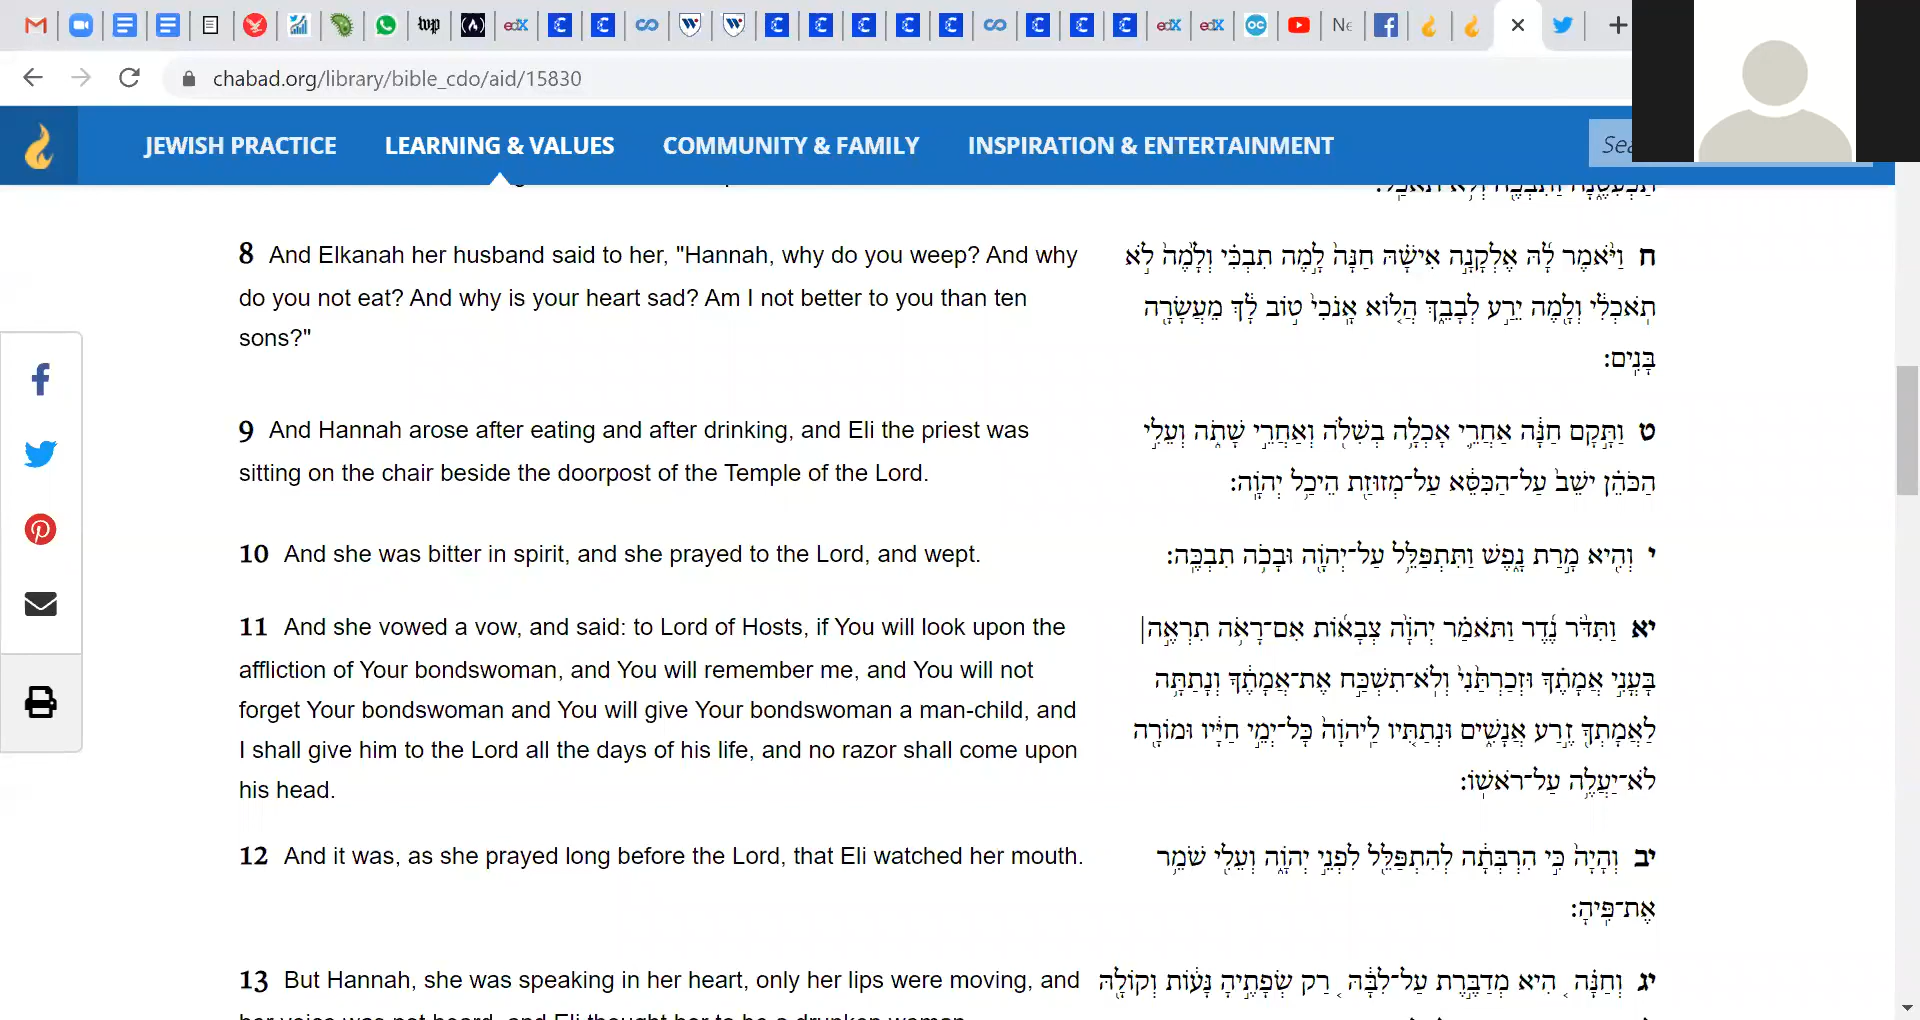 chabad.org/library/bible_cdo/aid/15830
JEWISH PRACTICE LEARNING & VALUES COMMUNITY & FAMILY INSPIRATION & ENTERTAINMENT
8 And Elkanah her husband said to her, "Hannah, why do you weep? And why
do you not eat? And why is your heart sad? Am I not better to you than ten
sons?"
ח וַיֹּ֨אמֶר לָ֜הּ אֶלְקָנָ֣ה אִישָׁ֗הּ חַנָּה֙ לָ֣מֶה תִבְכִּ֗י וְלָ֙מֶה֙ לֹ֣א
תֹֽאכְלִ֔י וְלָ֖מֶה יֵרַ֣ע לְבָבֵ֑ךְ הֲל֤וֹא אָֽנֹכִי֙ ט֣וֹב לָ֔ךְ מֵעֲשָׂרָ֖ה
בָּנִֽים:
9 And Hannah arose after eating and after drinking, and Eli the priest was
sitting on the chair beside the doorpost of the Temple of the Lord.
ט וַתָּ֣קָם חַנָּ֔ה אַחֲרֵ֛י אָכְלָ֥ה בְשִׁלֹ֖ה וְאַחֲרֵ֣י שָׁתֹ֑ה וְעֵלִ֣י
הַכֹּהֵ֗ן ישֵׁב֙ עַל־הַכִּסֵּ֔א עַל־מְזוּזַ֖ת הֵיכַ֥ל יְהֹוָֽה:
10 And she was bitter in spirit, and she prayed to the Lord, and wept.
י וְהִ֖יא מָ֣רַת נָ֑פֶשׁ וַתִּתְפַּלֵּ֥ל עַל־יְהֹוָ֖ה וּבָכֹ֥ה תִבְכֶּֽה:
11 And she vowed a vow, and said: to Lord of Hosts, if You will look upon the
affliction of Your bondswoman, and You will remember me, and You will not
forget Your bondswoman and You will give Your bondswoman a man-child, and
I shall give him to the Lord all the days of his life, and no razor shall come upon
his head.
יא וַתִּדֹּ֨ר נֶ֜דֶר וַתֹּאמַ֗ר יְהֹוָ֨ה צְבָא֜וֹת אִם־רָאֹ֥ה תִרְאֶ֣ה|
בָּעֳנִ֣י אֲמָתֶ֗ךָ וּזְכַרְתַּ֙נִי֙ וְלֹֽא־תִשְׁכַּ֣ח אֶת־אֲמָתֶ֔ךָ וְנָתַתָּ֥ה
לַאֲמָתְךָ֖ זֶ֣רַע אֲנָשִׁ֑ים וּנְתַתִּ֚יו לַֽיהֹוָה֙ כָּל־יְמֵ֣י חַיָּ֔יו וּמוֹרָ֖ה
לֹא־יַעֲלֶ֥ה עַל־רֹאשֽׁוֹ:
12 And it was, as she prayed long before the Lord, that Eli watched her mouth.
יב וְהָיָה֙ כִּ֣י הִרְבְּתָ֔ה לְהִתְפַּלֵּ֖ל לִפְנֵ֣י יְהֹוָ֑ה וְעֵלִ֖י שֹׁמֵ֥ר
אֶת־פִּֽיהָ:
13 But Hannah, she was speaking in her heart, only her lips were moving, and
יג וְחַנָּ֚ה הִ֚יא מְדַבֶּ֣רֶת עַל־לִבָּ֔הּ רַ֚ק שְׂפָתֶ֣יהָ נָּע֔וֹת וְקוֹלָ֖הּ